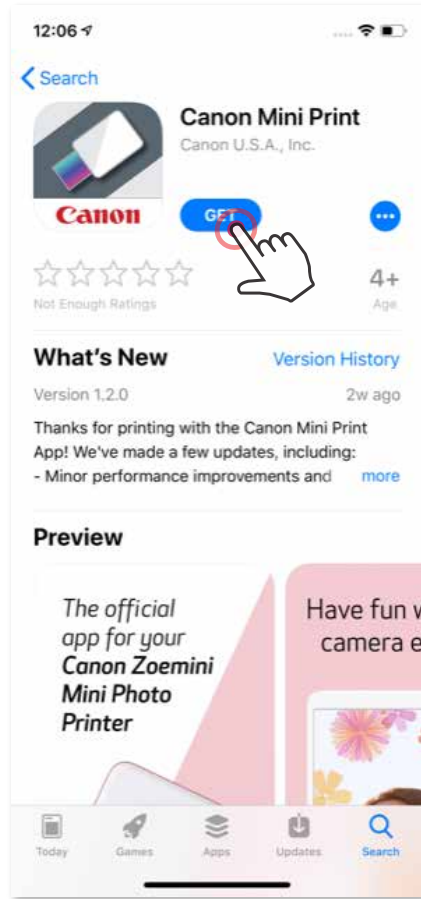 12:06
Search
Canon Mini Print
Canon U.S.A., Inc.
Canon
GET
4+
Not Enough Ratings
Age
What's New
Version History
Version 1.2.0
2w ago
Thanks for printing with the Canon Mini Print
App! We've made a few updates, including:
- Minor performance improvements and more
Preview
The official
app for your
Canon Zoemini
Mini Photo
Printer
Have fun w
camera e
Today
Games
Apps
Updates
Search